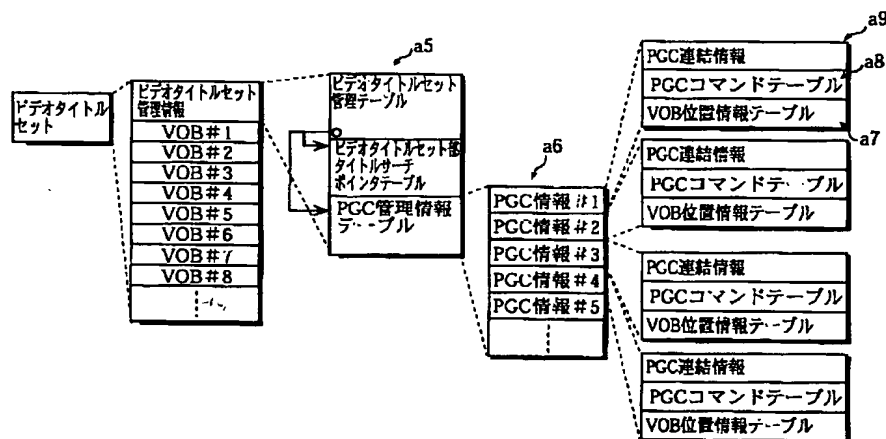 ビデオタイトル
セット
ビデオタイトルセット
管理情報
VOB#1
VOB#2
VOB#3
VOB#4
VOB#5
VOB#6
VOB#7
VOB#8
a5
ビデオタイトルセット
管理テーブル
ビデオタイトルセット部
タイトルサーチ
ポインタテーブル
PGC管理情報
テーブル
a6
PGC情報#1
PGC情報#2
PGC情報#3
PGC情報#4
PGC情報#5
a9
PGC連結情報
a8
PGCコマンドテーブル
VOB位置情報テーブル
a7
PGC連結情報
PGCコマンドテーブル
VOB位置情報テーブル
PGC連結情報
PGCコマンドテーブル
VOB位置情報テーブル
PGC連結情報
PGCコマンドテーブル
VOB位置情報テーブル